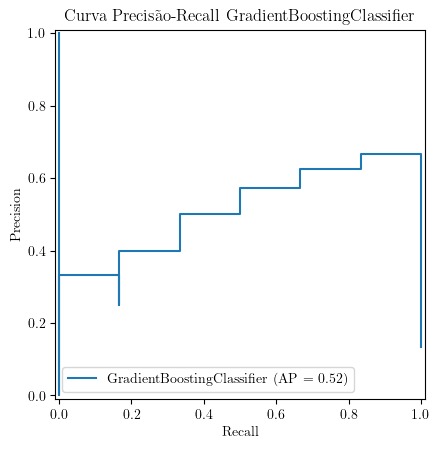 Curva Precisão-Recall GradientBoostingClassifier
1.0
0.8
0.6
0.4
0.2
0.0
Precision
GradientBoostingClassifier (AP = 0.52)
0.0 0.2 0.4 0.6 0.8 1.0
Recall